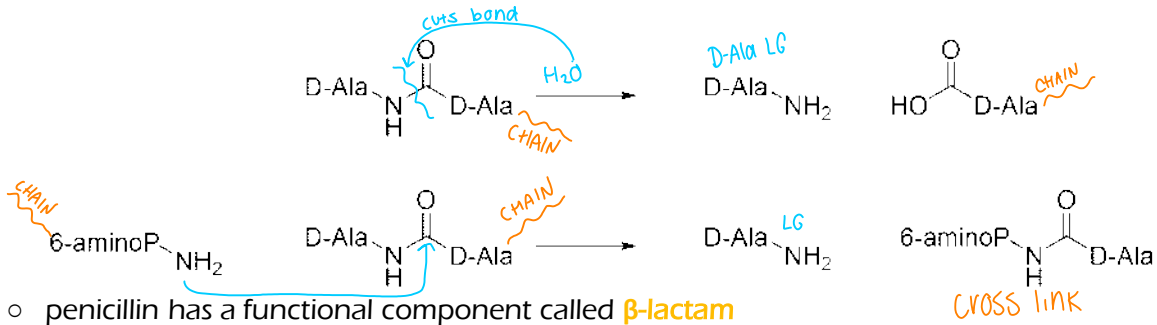 cuts bond
O
H₂O
D-Ala
N
H
D-Ala
CHAIN
D-Ala LG
D-Ala
NH₂
O
HO
D-Ala
CHAIN
CHAIN
6-aminoP
NH₂
O
D-Ala
N
H
D-Ala
CHAIN
D-Ala
LG
NH₂
O
6-aminoP
N
H
D-Ala
cross link
○ penicillin has a functional component called β-lactam